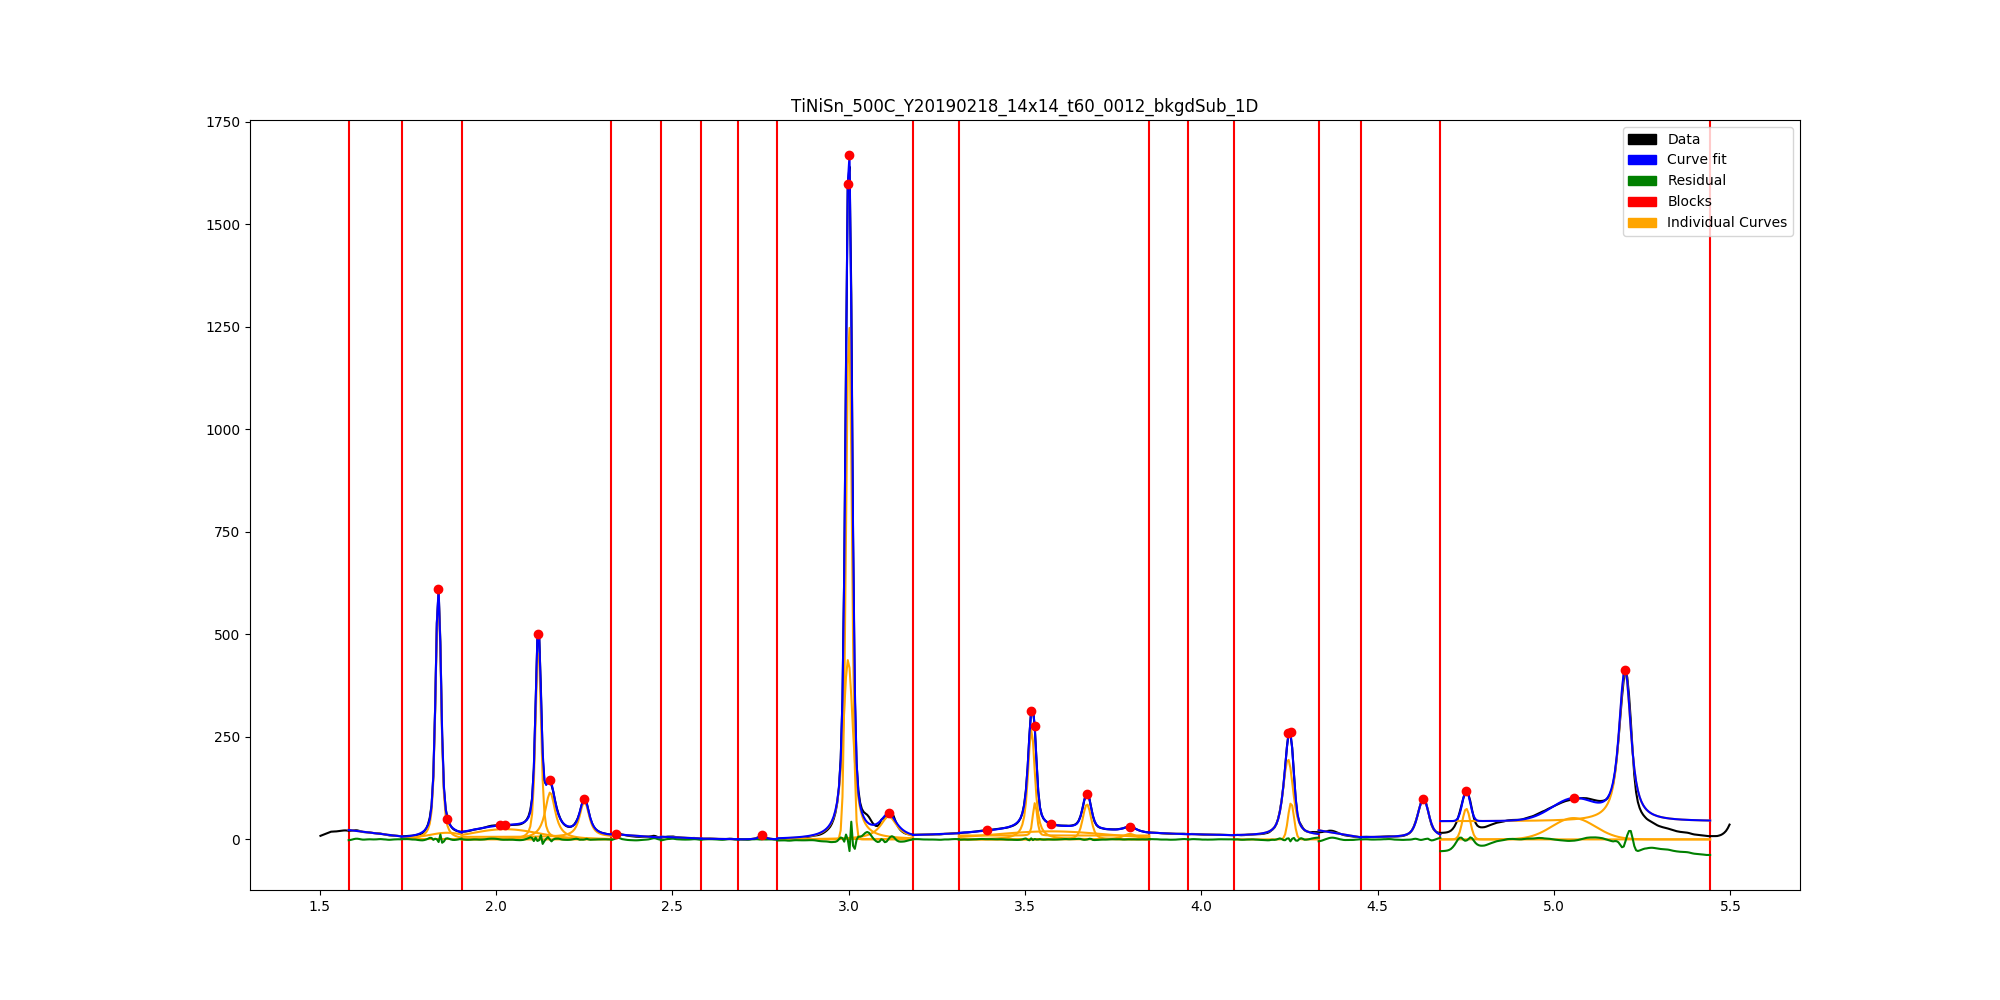 TiNiSn_500C_Y20190218_14x14_t60_0012_bkgdSub_1D
1750
1500
1250
1000
750
500
250
0
Data
Curve fit
Residual
Blocks
Individual Curves
1.5 2.0 2.5 3.0 3.5 4.0 4.5 5.0 5.5